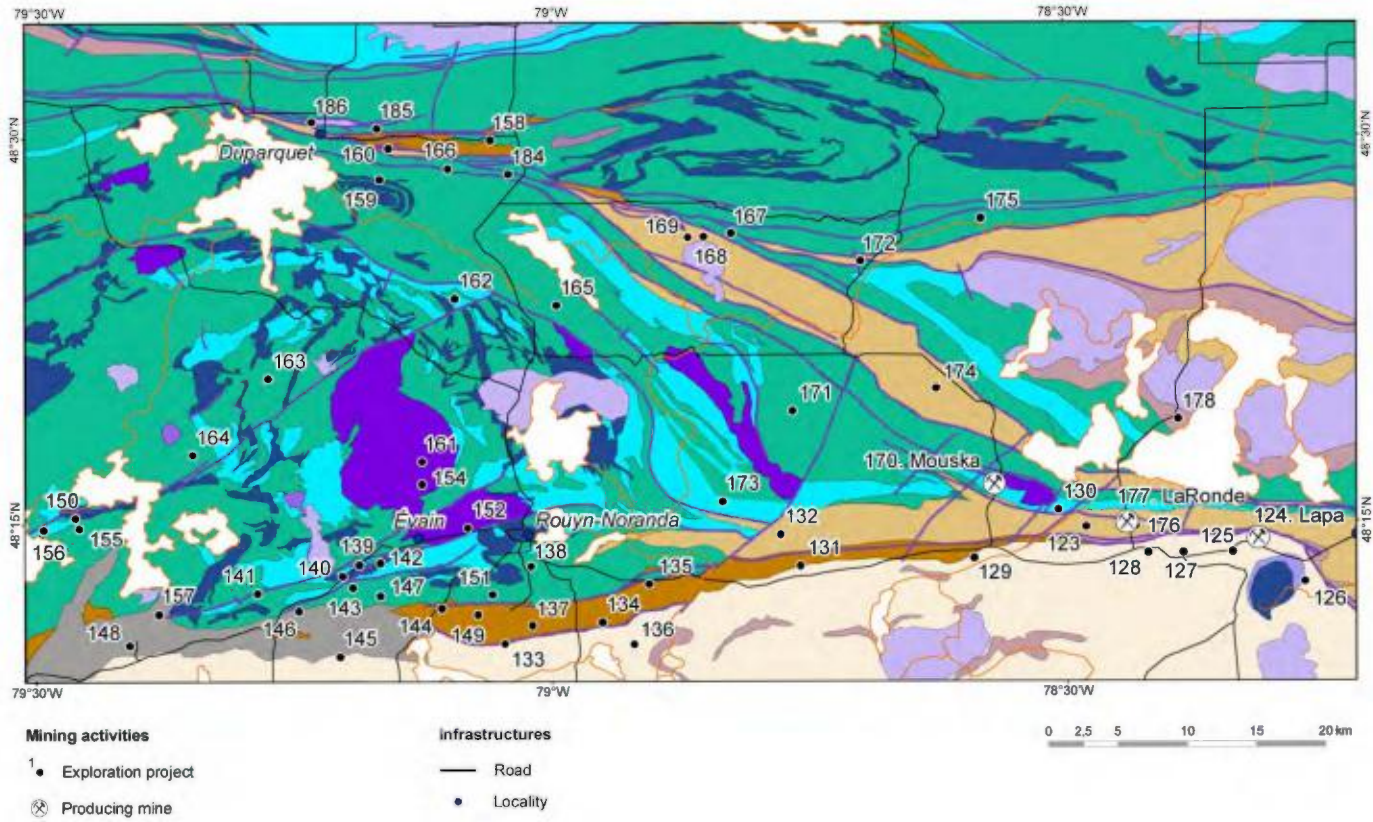 79°30'W
79°W
78°30'W
48°30'N
48°30'N
186
185
158
Duparquet
160
166
184
159
175
169
167
168
172
162
165
163
174
171
178
164
161
154
170. Mouska
173
130
177. LaRonde
150
152
Évain
Rouyn-Noranda
132
124. Lapa
48°15'N
48°15'N
156
155
139
142
138
131
123
176
125
140
141
147
151
135
129
128
127
126
157
143
146
144
137
134
148
145
149
136
133
79°30'W
79°W
78°30'W
Mining activities
1
Exploration project
Producing mine
Infrastructures
Road
Locality
0 2,5 5 10 15 20 km